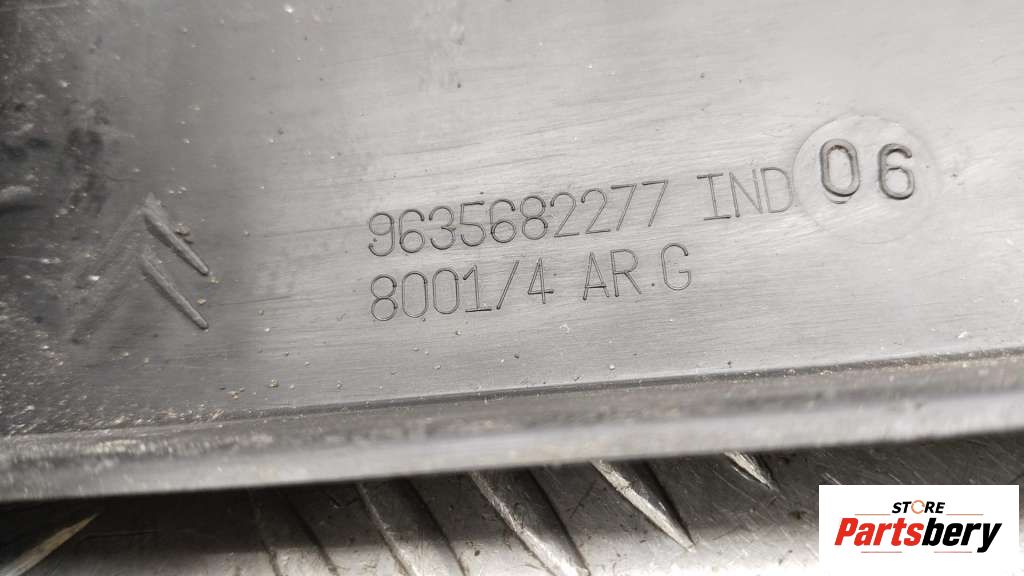 9635682277 IND 06
8001/4 AR.G
STORE
Partsbery